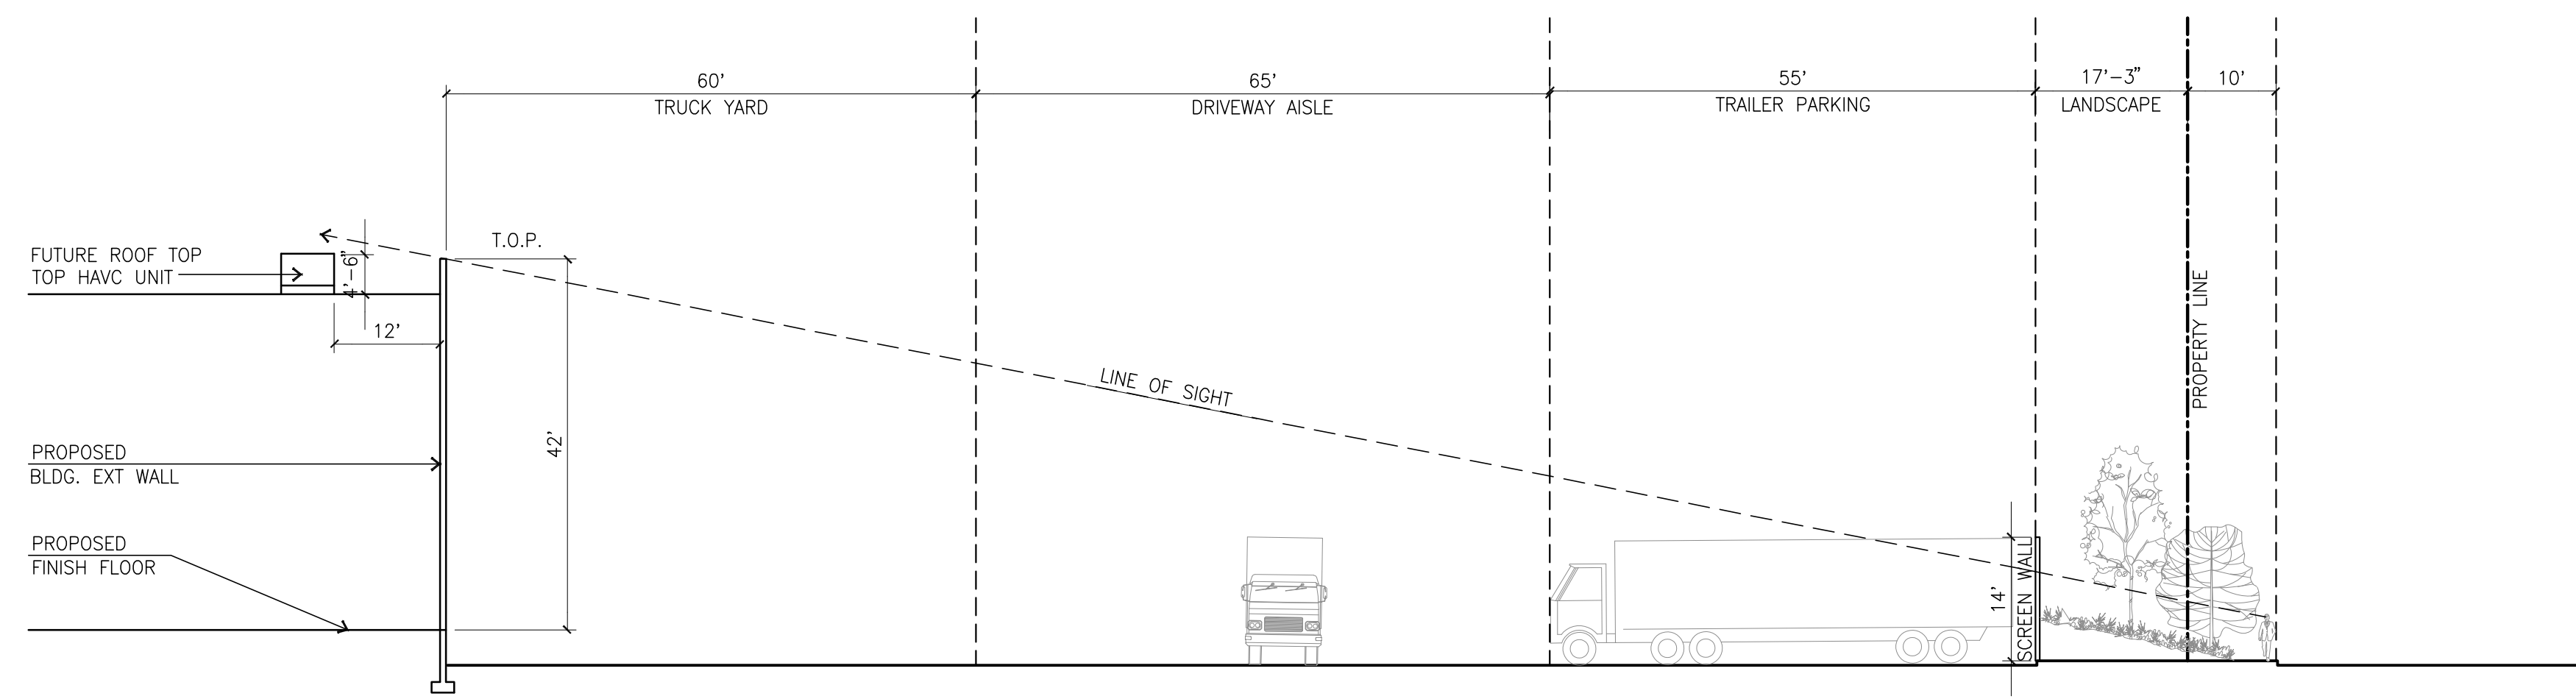 60'
TRUCK YARD
65'
DRIVEWAY AISLE
55'
TRAILER PARKING
17'-3"
LANDSCAPE
10'
T.O.P.
FUTURE ROOF TOP
TOP HAVC UNIT
4'-6"
12'
PROPERTY LINE
LINE OF SIGHT
42'
PROPOSED
BLDG. EXT WALL
PROPOSED
FINISH FLOOR
14'
SCREEN WALL